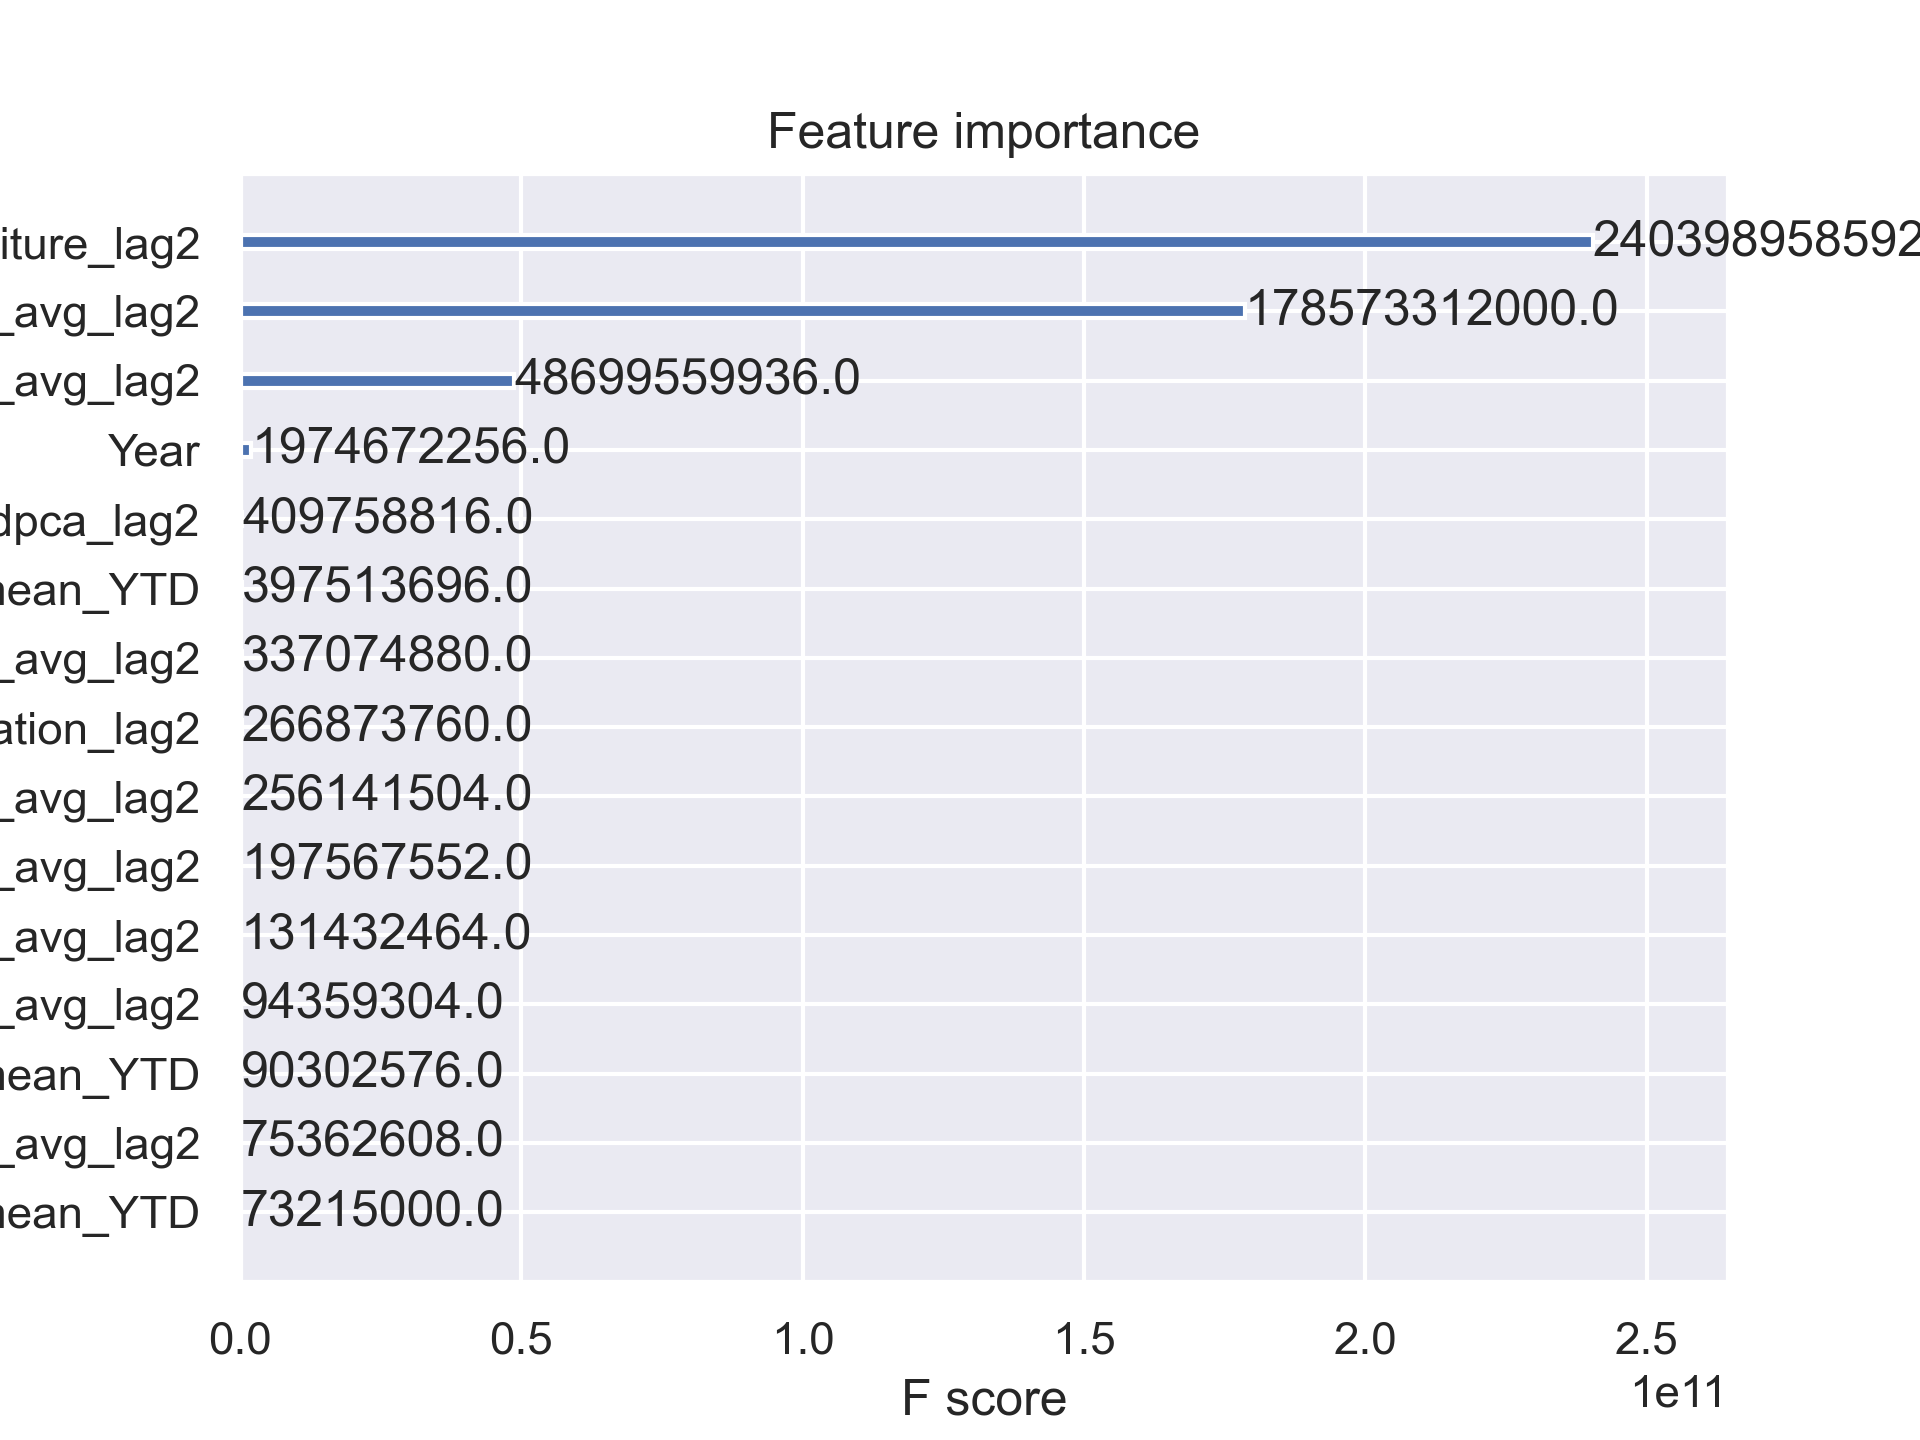 Feature importance
iture_lag2 240398958592
_avg_lag2 178573312000.0
_avg_lag2 48699559936.0
Year 1974672256.0
dpca_lag2 409758816.0
nean_YTD 397513696.0
_avg_lag2 337074880.0
ation_lag2 266873760.0
_avg_lag2 256141504.0
_avg_lag2 197567552.0
_avg_lag2 131432464.0
_avg_lag2 94359304.0
nean_YTD 90302576.0
_avg_lag2 75362608.0
nean_YTD 73215000.0
0.0 0.5 1.0 1.5 2.0 2.5
1e11
F score